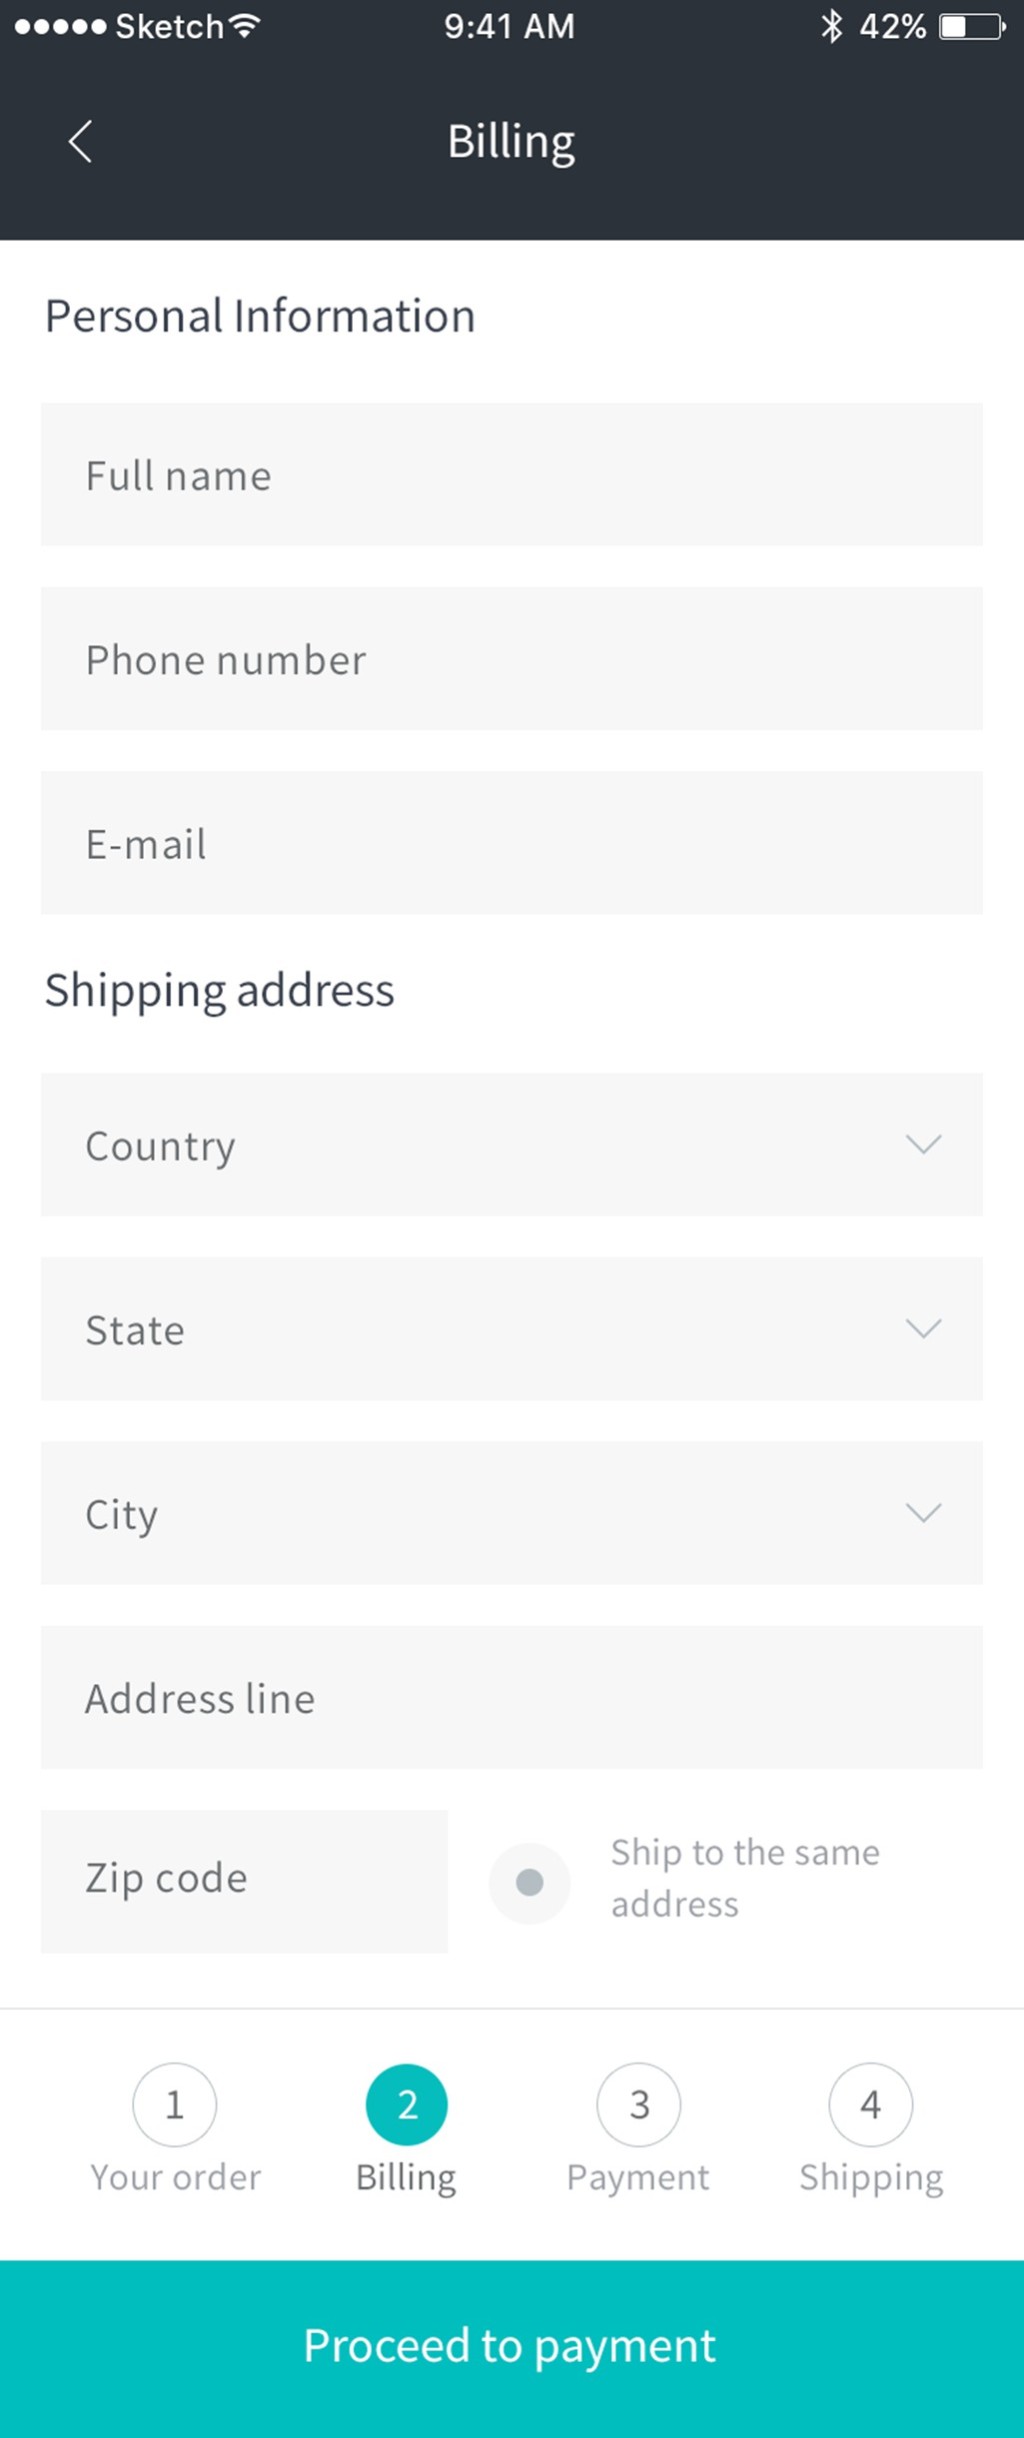 Sketch 9:41 AM 42%
Billing
Personal Information
Full name
Phone number
E-mail
Shipping address
Country
State
City
Address line
Zip code
Ship to the same
address
1 2 3 4
Your order Billing Payment Shipping
Proceed to payment